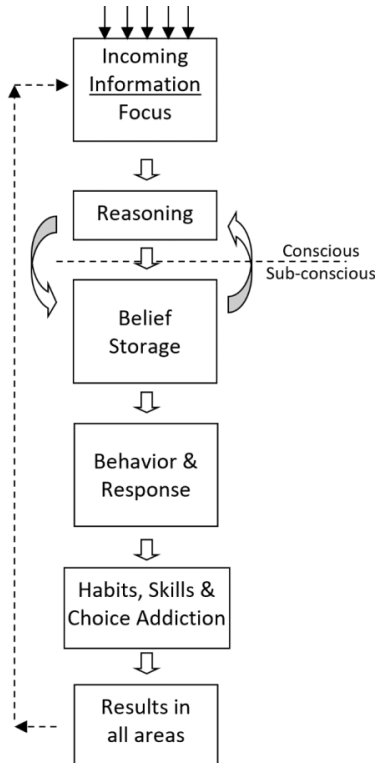 Incoming
Information
Focus
Reasoning
Conscious
Sub-conscious
Belief
Storage
Behavior &
Response
Habits, Skills &
Choice Addiction
Results in
all areas